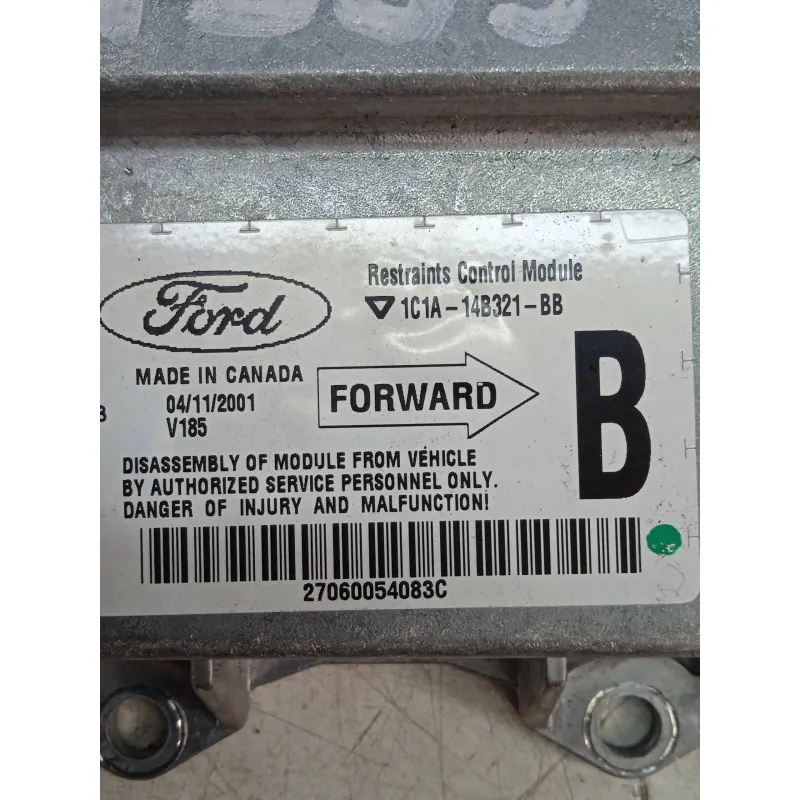 Restraints Control Module
Ford
1C1A-14B321-BB
MADE IN CANADA
04/11/2001
V185
FORWARD
B
DISASSEMBLY OF MODULE FROM VEHICLE
BY AUTHORIZED SERVICE PERSONNEL ONLY.
DANGER OF INJURY AND MALFUNCTION!
27060054083C